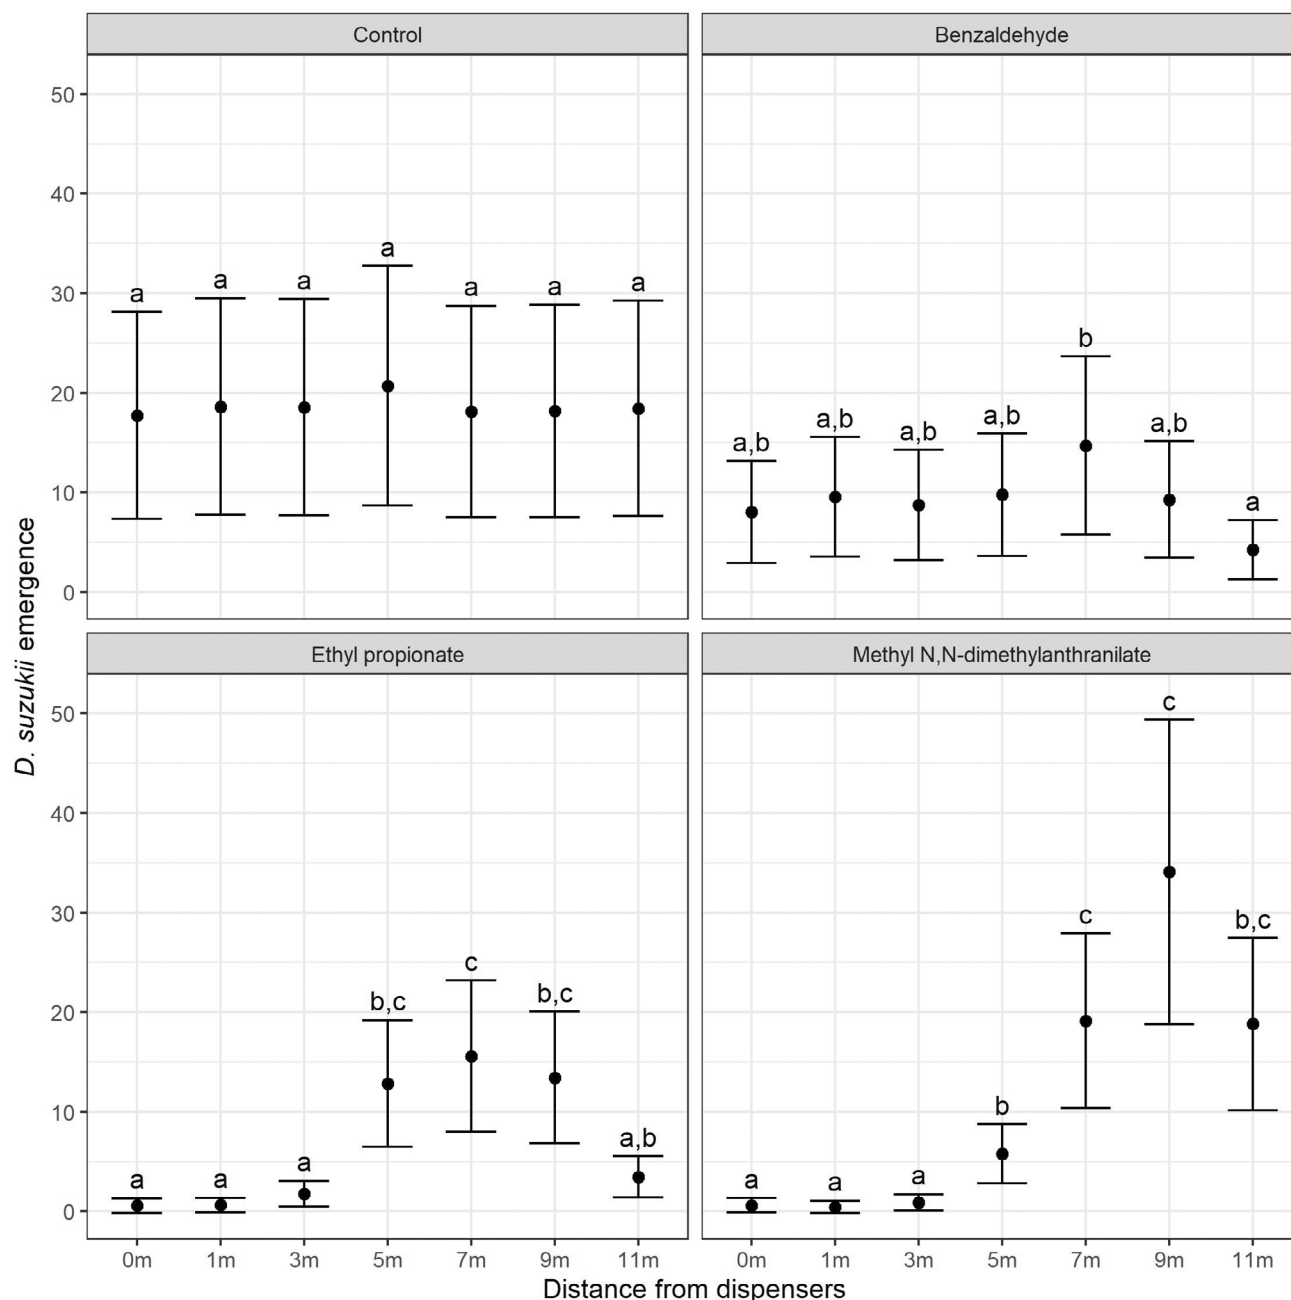 Control
Benzaldehyde
50
40
30
20
10
0
a a a a a a a
a,b a,b a,b a,b b a,b a
Ethyl propionate
Methyl N,N-dimethylanthranilate
50
40
30
20
10
0
a a a b,c c b,c a,b
a a a b c c b,c
0m 1m 3m 5m 7m 9m 11m
0m 1m 3m 5m 7m 9m 11m
Distance from dispensers
D. suzukii emergence